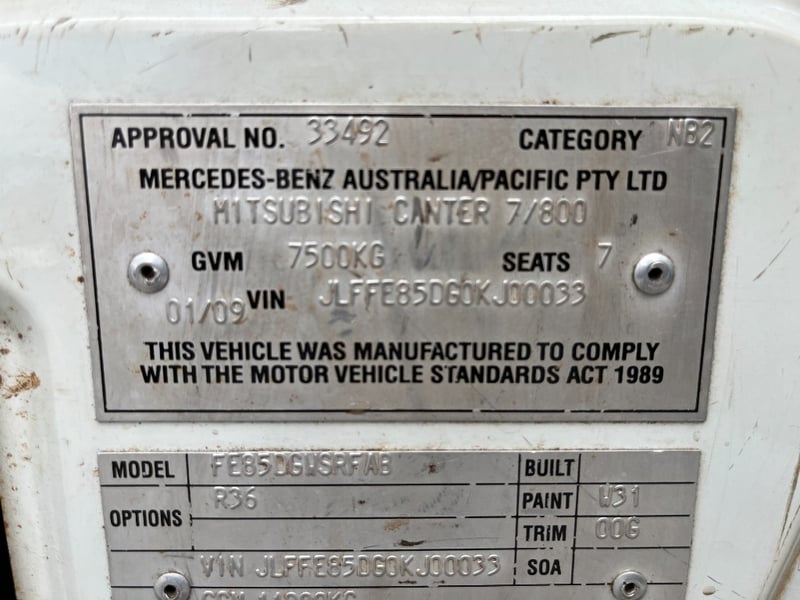 APPROVAL NO. 33492 CATEGORY NB2
MERCEDES-BENZ AUSTRALIA/PACIFIC PTY LTD
MITSUBISHI CANTER 7/800
GVM 7500KG SEATS 7
01/09 VIN JLFFE85DG0KJ00033
THIS VEHICLE WAS MANUFACTURED TO COMPLY
WITH THE MOTOR VEHICLE STANDARDS ACT 1989
MODEL FE85DGWSRFAB BUILT
OPTIONS R36 PAINT W31
TRIM 00G
VIN JLFFE85DG0KJ00033 SOA